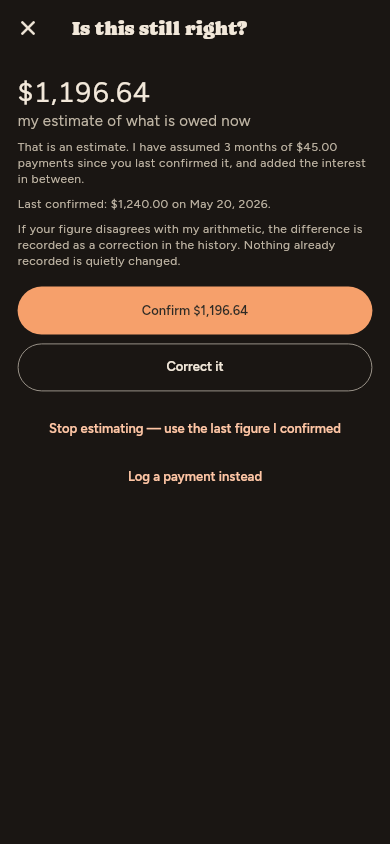 Is this still right?
$1,196.64
my estimate of what is owed now
That is an estimate. I have assumed 3 months of $45.00
payments since you last confirmed it, and added the interest
in between.
Last confirmed: $1,240.00 on May 20, 2026.
If your figure disagrees with my arithmetic, the difference is
recorded as a correction in the history. Nothing already
recorded is quietly changed.
Confirm $1,196.64
Correct it
Stop estimating — use the last figure I confirmed
Log a payment instead